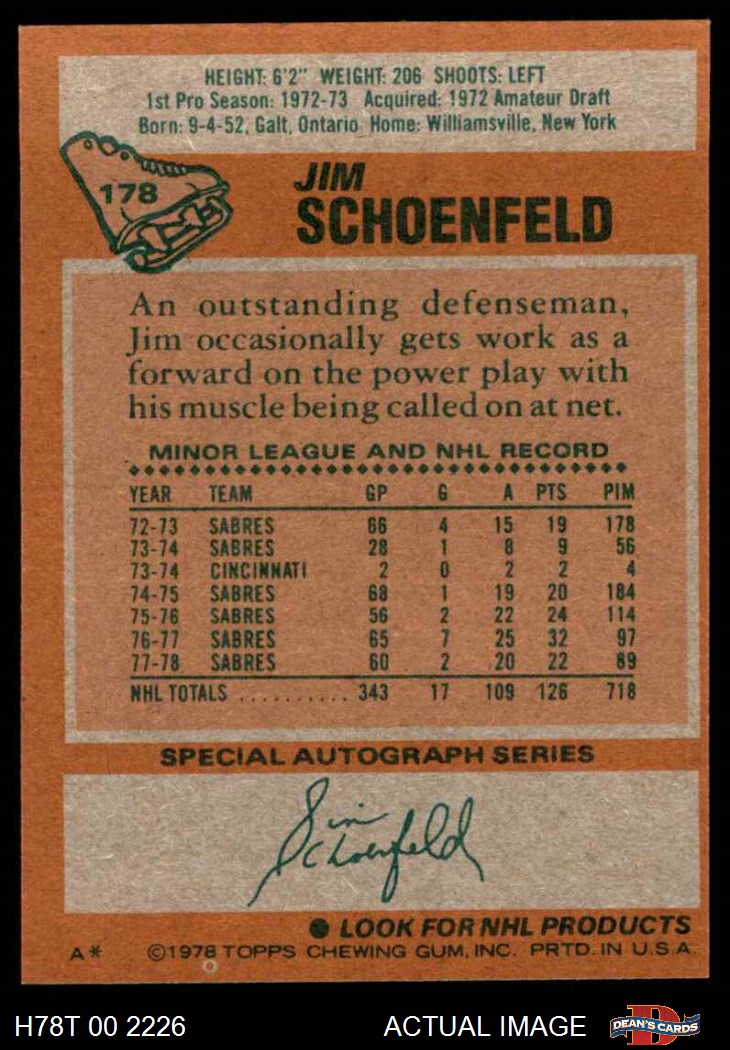 HEIGHT: 6'2" WEIGHT: 206 SHOOTS: LEFT
1st Pro Season: 1972-73 Acquired: 1972 Amateur Draft
Born: 9-4-52, Galt, Ontario Home: Williamsville, New York
178
JIM
SCHOENFELD
An outstanding defenseman,
Jim occasionally gets work as a
forward on the power play with
his muscle being called on at net.
MINOR LEAGUE AND NHL RECORD
YEAR TEAM GP G A PTS PIM
72-73 SABRES 66 4 15 19 178
73-74 SABRES 28 1 8 9 56
73-74 CINCINNATI 2 0 2 2 4
74-75 SABRES 68 1 19 20 184
75-76 SABRES 56 2 22 24 114
76-77 SABRES 65 7 25 32 97
77-78 SABRES 60 2 20 22 89
NHL TOTALS .......... 343 17 109 126 718
SPECIAL AUTOGRAPH SERIES
Jim
Schoenfeld
● LOOK FOR NHL PRODUCTS
A* ©1978 TOPPS CHEWING GUM, INC. PRTD. IN U.S.A.
H78T 00 2226 ACTUAL IMAGE DEAN'S CARDS